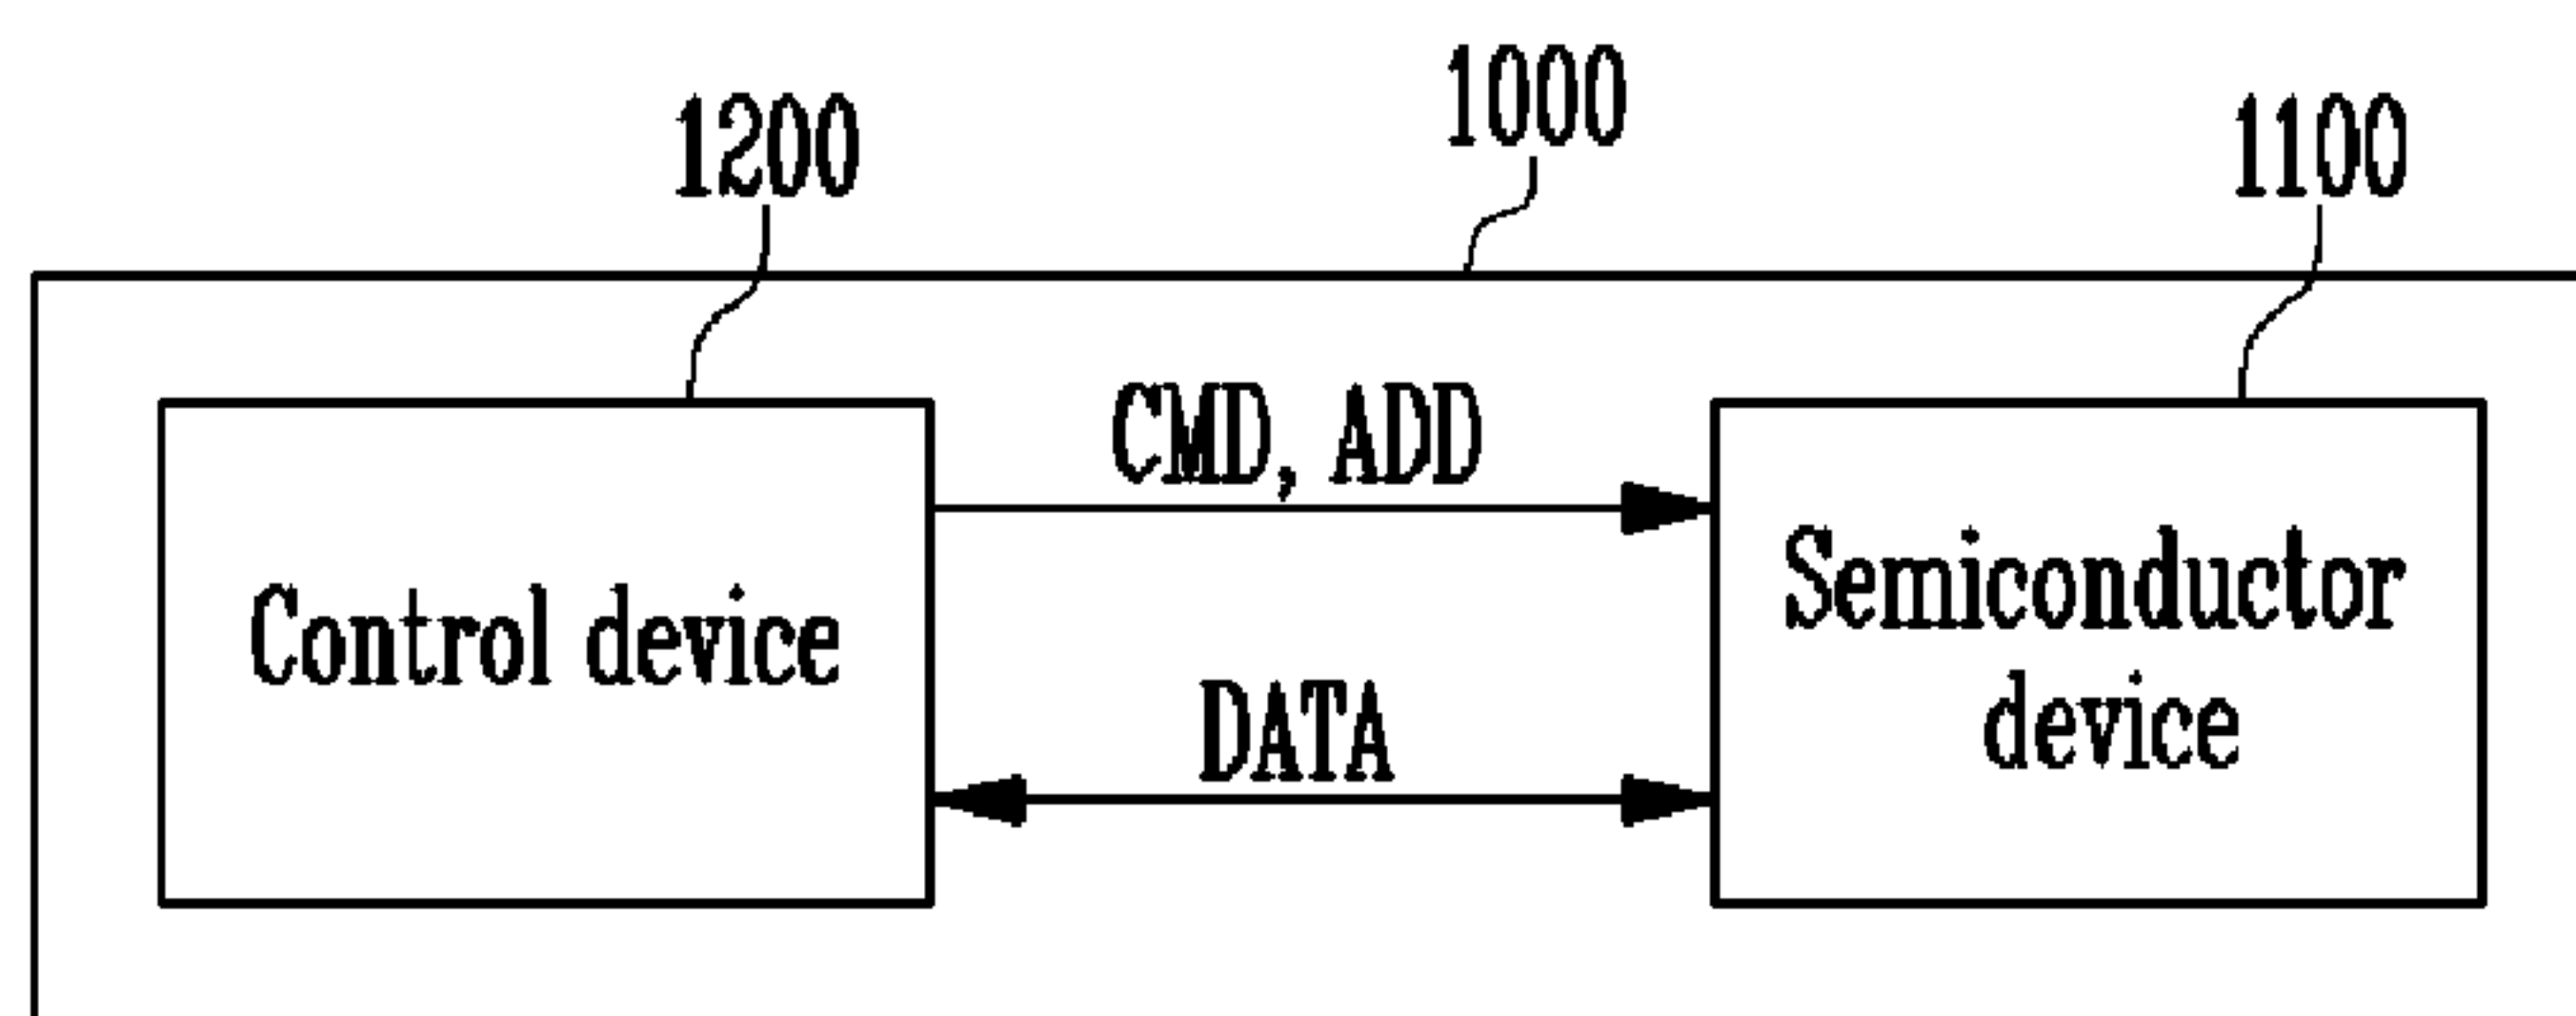 1000
1200
1100
CMD, ADD
Control device
Semiconductor
device
DATA